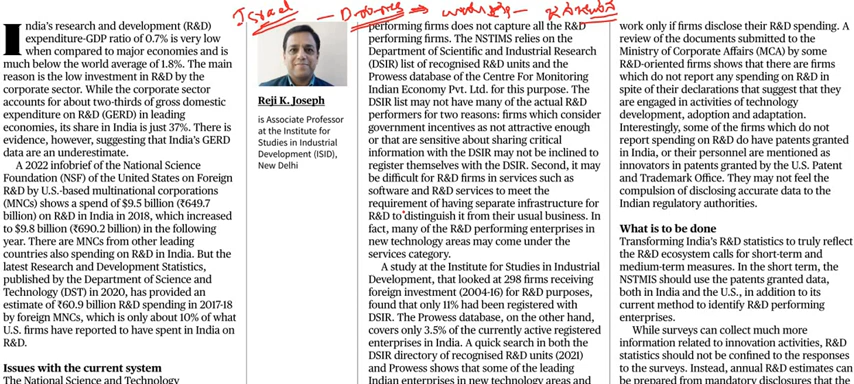 Israel — Drones ⇒
India's research and development (R&D)
expenditure-GDP ratio of 0.7% is very low
when compared to major economies and is
much below the world average of 1.8%. The main
reason is the low investment in R&D by the
corporate sector. While the corporate sector
accounts for about two-thirds of gross domestic
expenditure on R&D (GERD) in leading
economies, its share in India is just 37%. There is
evidence, however, suggesting that India's GERD
data are an underestimate.
A 2022 infobrief of the National Science
Foundation (NSF) of the United States on Foreign
R&D by U.S.-based multinational corporations
(MNCs) shows a spend of $9.5 billion (₹649.7
billion) on R&D in India in 2018, which increased
to $9.8 billion (₹690.2 billion) in the following
year. There are MNCs from other leading
countries also spending on R&D in India. But the
latest Research and Development Statistics,
published by the Department of Science and
Technology (DST) in 2020, has provided an
estimate of ₹60.9 billion R&D spending in 2017-18
by foreign MNCs, which is only about 10% of what
U.S. firms have reported to have spent in India on
R&D.
Issues with the current system
The National Science and Technology
Reji K. Joseph
is Associate Professor
at the Institute for
Studies in Industrial
Development (ISID),
New Delhi
performing firms does not capture all the R&D
performing firms. The NSTIMS relies on the
Department of Scientific and Industrial Research
(DSIR) list of recognised R&D units and the
Prowess database of the Centre For Monitoring
Indian Economy Pvt. Ltd. for this purpose. The
DSIR list may not have many of the actual R&D
performers for two reasons: firms which consider
government incentives as not attractive enough
or that are sensitive about sharing critical
information with the DSIR may not be inclined to
register themselves with the DSIR. Second, it may
be difficult for R&D firms in services such as
software and R&D services to meet the
requirement of having separate infrastructure for
R&D to distinguish it from their usual business. In
fact, many of the R&D performing enterprises in
new technology areas may come under the
services category.
A study at the Institute for Studies in Industrial
Development, that looked at 298 firms receiving
foreign investment (2004-16) for R&D purposes,
found that only 11% had been registered with
DSIR. The Prowess database, on the other hand,
covers only 3.5% of the currently active registered
enterprises in India. A quick search in both the
DSIR directory of recognised R&D units (2021)
and Prowess shows that some of the leading
Indian enterprises in new technology areas and
work only if firms disclose their R&D spending. A
review of the documents submitted to the
Ministry of Corporate Affairs (MCA) by some
R&D-oriented firms shows that there are firms
which do not report any spending on R&D in
spite of their declarations that suggest that they
are engaged in activities of technology
development, adoption and adaptation.
Interestingly, some of the firms which do not
report spending on R&D do have patents granted
in India, or their personnel are mentioned as
innovators in patents granted by the U.S. Patent
and Trademark Office. They may not feel the
compulsion of disclosing accurate data to the
Indian regulatory authorities.
What is to be done
Transforming India's R&D statistics to truly reflect
the R&D ecosystem calls for short-term and
medium-term measures. In the short term, the
NSTMIS should use the patents granted data,
both in India and the U.S., in addition to its
current method to identify R&D performing
enterprises.
While surveys can collect much more
information related to innovation activities, R&D
statistics should not be confined to the responses
to the surveys. Instead, annual R&D estimates can
be prepared from mandatory disclosures that the